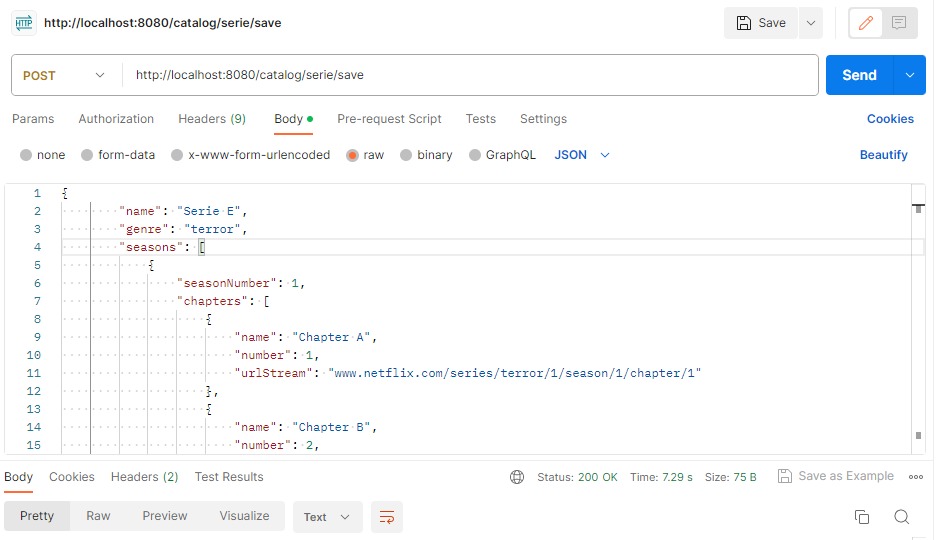 HTTP http://localhost:8080/catalog/serie/save Save
POST http://localhost:8080/catalog/serie/save Send
Params Authorization Headers (9) Body Pre-request Script Tests Settings Cookies
none form-data x-www-form-urlencoded raw binary GraphQL JSON Beautify
1 {
2 "name": "Serie E",
3 "genre": "terror",
4 "seasons": [
5 {
6 "seasonNumber": 1,
7 "chapters": [
8 {
9 "name": "Chapter A",
10 "number": 1,
11 "urlStream": "www.netflix.com/series/terror/1/season/1/chapter/1"
12 },
13 {
14 "name": "Chapter B",
15 "number": 2,
Body Cookies Headers (2) Test Results Status: 200 OK Time: 7.29 s Size: 75 B Save as Example
Pretty Raw Preview Visualize Text